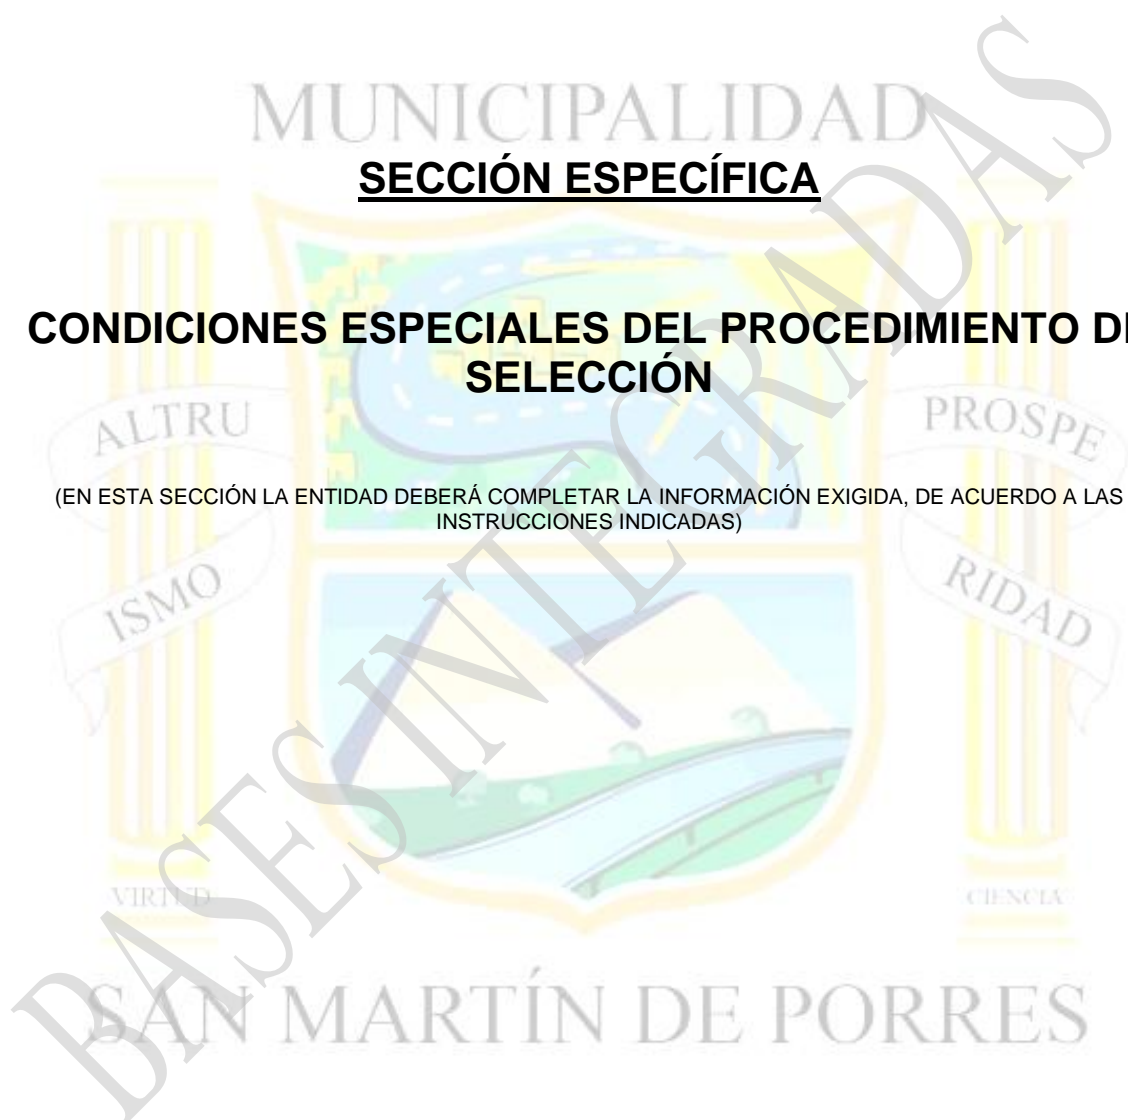 MUNICIPALIDAD
SECCIÓN ESPECÍFICA
CONDICIONES ESPECIALES DEL PROCEDIMIENTO DE
SELECCIÓN
ALTRU
PROSPE
(EN ESTA SECCIÓN LA ENTIDAD DEBERÁ COMPLETAR LA INFORMACIÓN EXIGIDA, DE ACUERDO A LAS
INSTRUCCIONES INDICADAS)
ISMO
RIDAD
BASES INTEGRADAS
VIRTUD
CIENCIA
SAN MARTÍN DE PORRES